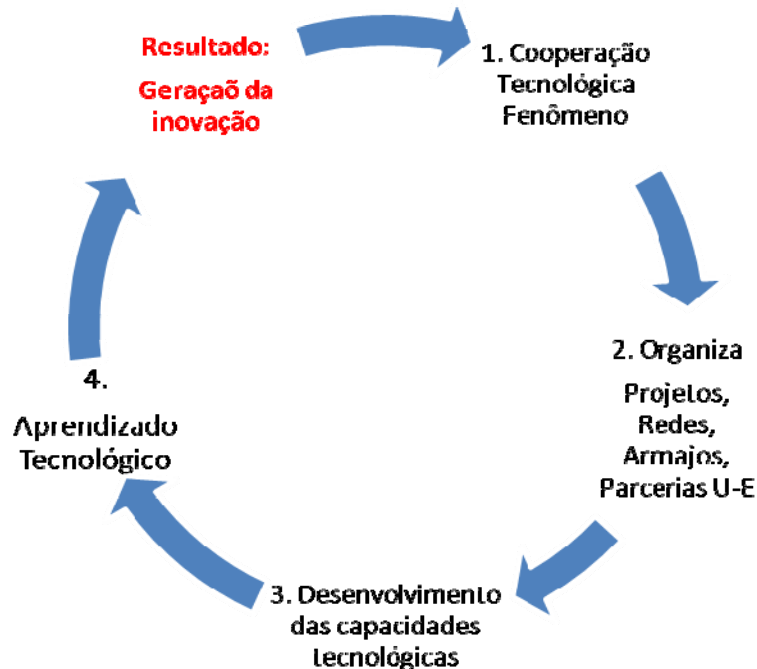 Resultado:
Geraçaõ da
inovação
1. Cooperação
Tecnológica
Fenômeno
2. Organiza
Projetos,
Redes,
Armajos,
Parcerias U-E
3. Desenvolvimento
das capacidades
tecnológicas
4.
Aprendizado
Tecnológico